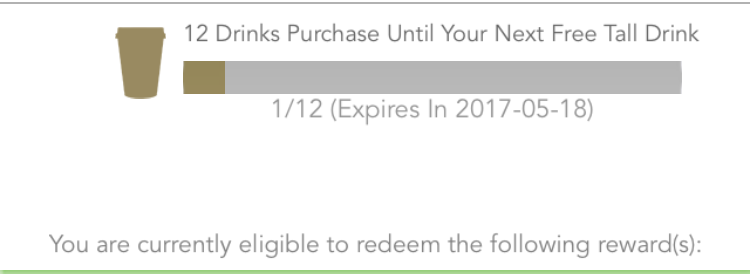 12 Drinks Purchase Until Your Next Free Tall Drink
1/12 (Expires In 2017-05-18)
You are currently eligible to redeem the following reward(s):